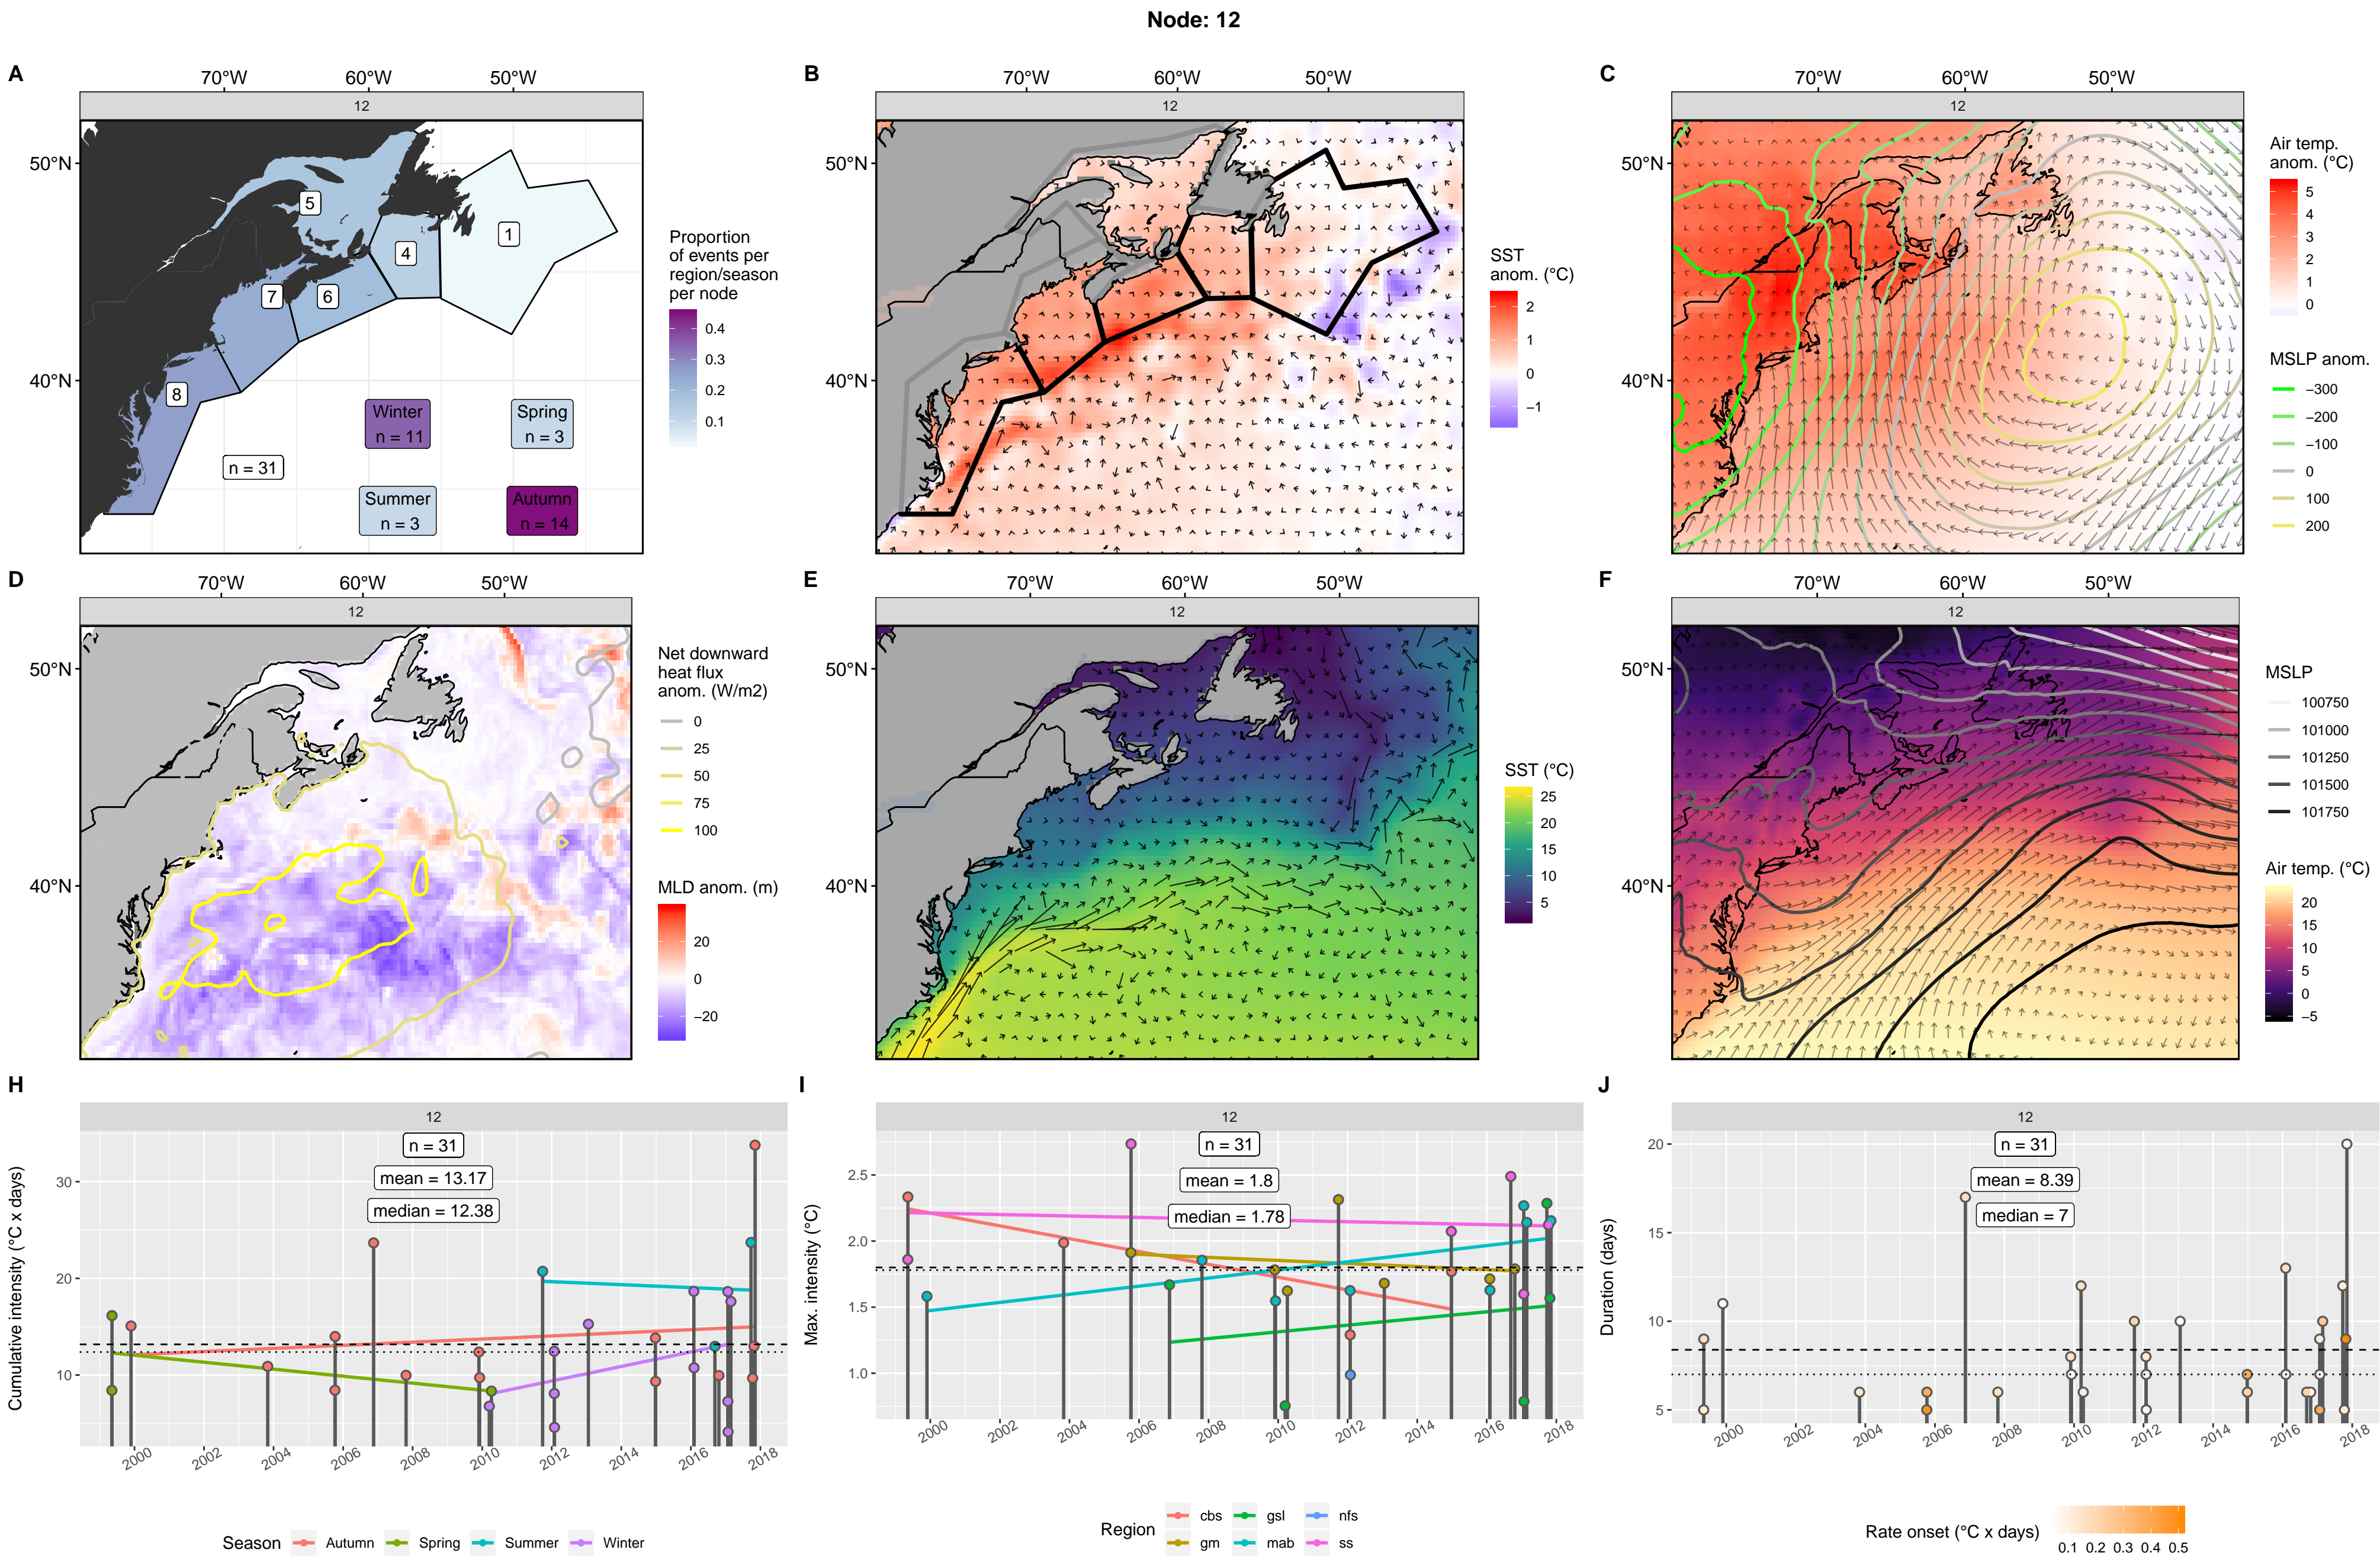 Node: 12
A
70°W 60°W 50°W
12
50°N
40°N
5
4
1
7
6
8
n = 31
Winter
n = 11
Spring
n = 3
Summer
n = 3
Autumn
n = 14
Proportion
of events per
region/season
per node
0.4
0.3
0.2
0.1
B
70°W 60°W 50°W
12
50°N
40°N
SST
anom. (°C)
2
1
0
−1
C
70°W 60°W 50°W
12
50°N
40°N
Air temp.
anom. (°C)
5
4
3
2
1
0
MSLP anom.
−300
−200
−100
0
100
200
D
70°W 60°W 50°W
12
50°N
40°N
Net downward
heat flux
anom. (W/m2)
0
25
50
75
100
MLD anom. (m)
20
0
−20
E
70°W 60°W 50°W
12
50°N
40°N
SST (°C)
25
20
15
10
5
F
70°W 60°W 50°W
12
50°N
40°N
MSLP
100750
101000
101250
101500
101750
Air temp. (°C)
20
15
10
5
0
−5
H
12
n = 31
mean = 13.17
median = 12.38
Cumulative intensity (°C x days)
30
20
10
2000 2002 2004 2006 2008 2010 2012 2014 2016 2018
Season Autumn Spring Summer Winter
I
12
n = 31
mean = 1.8
median = 1.78
Max. intensity (°C)
2.5
2.0
1.5
1.0
2000 2002 2004 2006 2008 2010 2012 2014 2016 2018
Region
cbs gsl nfs
gm mab ss
J
12
n = 31
mean = 8.39
median = 7
Duration (days)
20
15
10
5
2000 2002 2004 2006 2008 2010 2012 2014 2016 2018
Rate onset (°C x days)
0.1 0.2 0.3 0.4 0.5